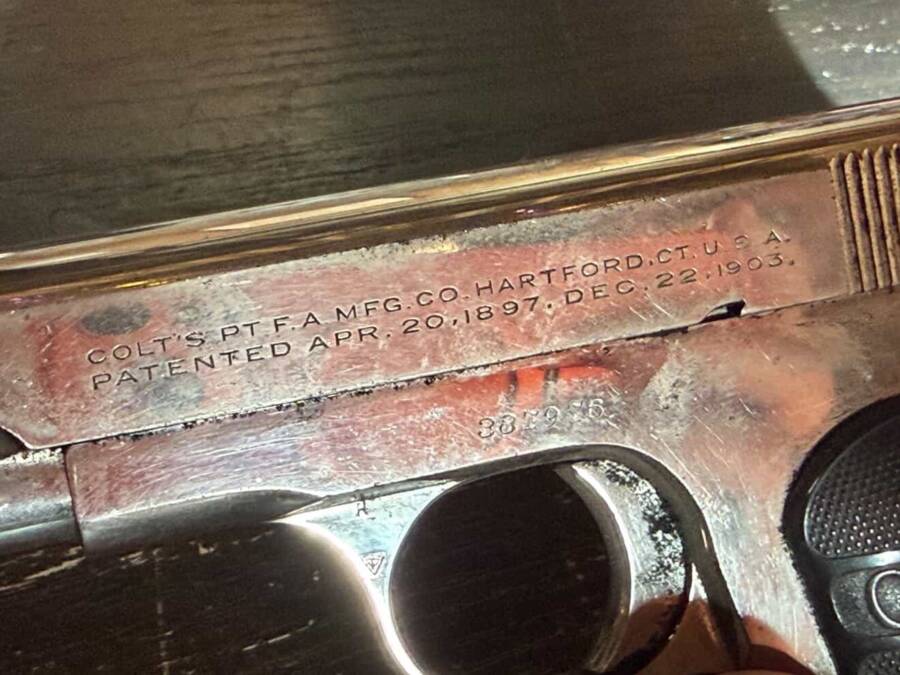 COLT'S PT F.A MFG.CO. HARTFORD,CT.U.S.A.
PATENTED APR. 20,1897. DEC. 22.1903.